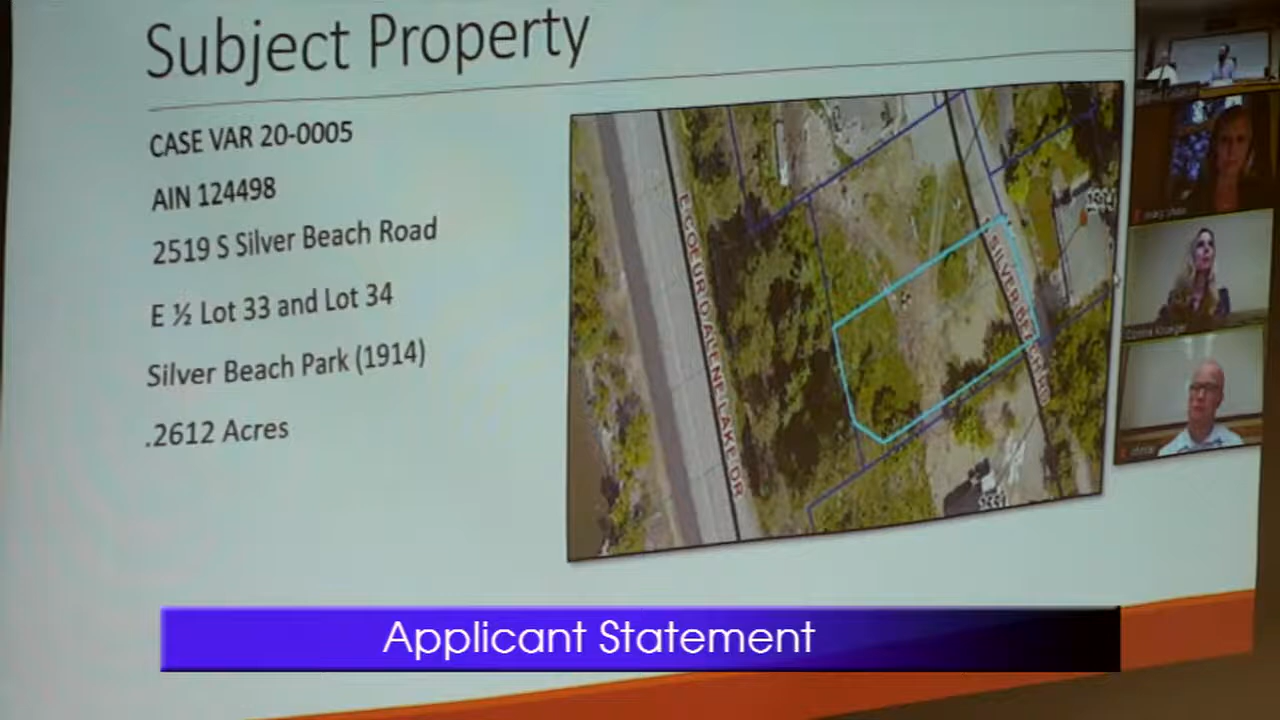 Subject Property
CASE VAR 20-0005
AIN 124498
2519 S Silver Beach Road
E ½ Lot 33 and Lot 34
Silver Beach Park (1914)
.2612 Acres
E COEUR D ALENE LAKE DR
SILVER BEACH RD
Applicant Statement